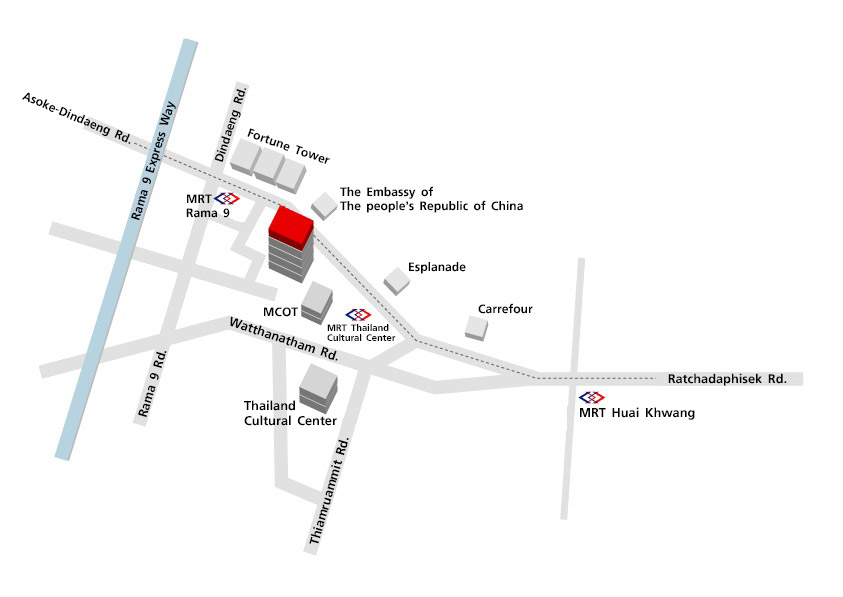 Asoke-Dindaeng Rd.
Rama 9 Express Way
Dindaeng Rd.
Fortune Tower
MRT
Rama 9
The Embassy of
The people's Republic of China
Esplanade
Carrefour
MCOT
MRT Thailand
Cultural Center
Watthanatham Rd.
Rama 9 Rd.
Thailand
Cultural Center
Ratchadaphisek Rd.
MRT Huai Khwang
Thiamruammit Rd.